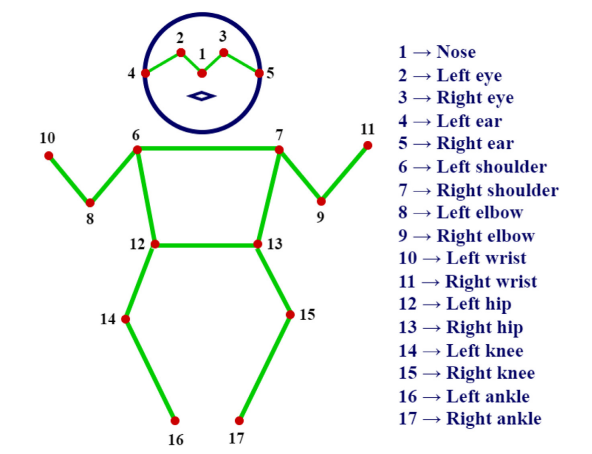 2
3
1
4
5
10
6
7
11
8
9
12
13
14
15
16
17
1 → Nose
2 → Left eye
3 → Right eye
4 → Left ear
5 → Right ear
6 → Left shoulder
7 → Right shoulder
8 → Left elbow
9 → Right elbow
10 → Left wrist
11 → Right wrist
12 → Left hip
13 → Right hip
14 → Left knee
15 → Right knee
16 → Left ankle
17 → Right ankle